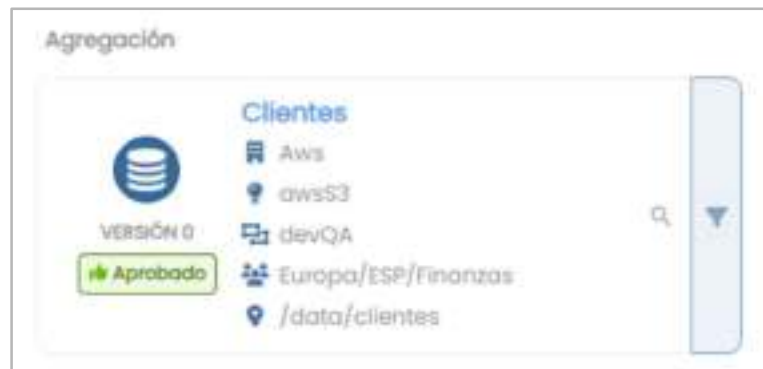 Agregación
Clientes
Aws
awsS3
VERSIÓN 0
devQA
Aprobado
Europa/ESP/Finanzas
/data/clientes